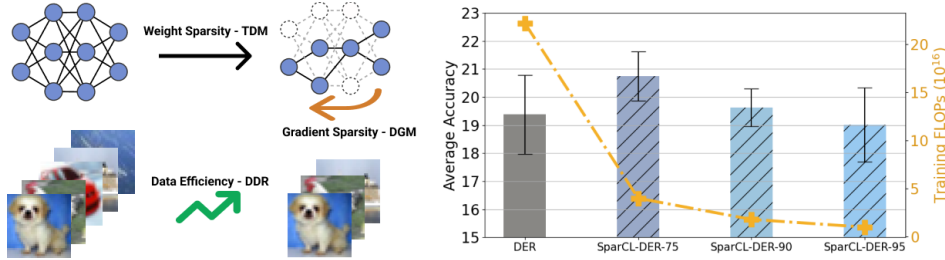 Weight Sparsity - TDM
Gradient Sparsity - DGM
Data Efficiency - DDR
Average Accuracy
23
22
21
20
19
18
17
16
15
DER
SparCL-DER-75
SparCL-DER-90
SparCL-DER-95
20
15
10
5
0
Training FLOPs (10¹⁶)